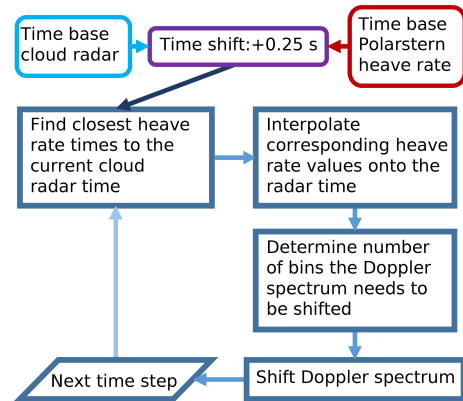 Time base
cloud radar
Time shift:+0.25 s
Time base
Polarstern
heave rate
Find closest heave
rate times to the
current cloud
radar time
Interpolate
corresponding heave
rate values onto the
radar time
Determine number
of bins the Doppler
spectrum needs to
be shifted
Shift Doppler spectrum
Next time step